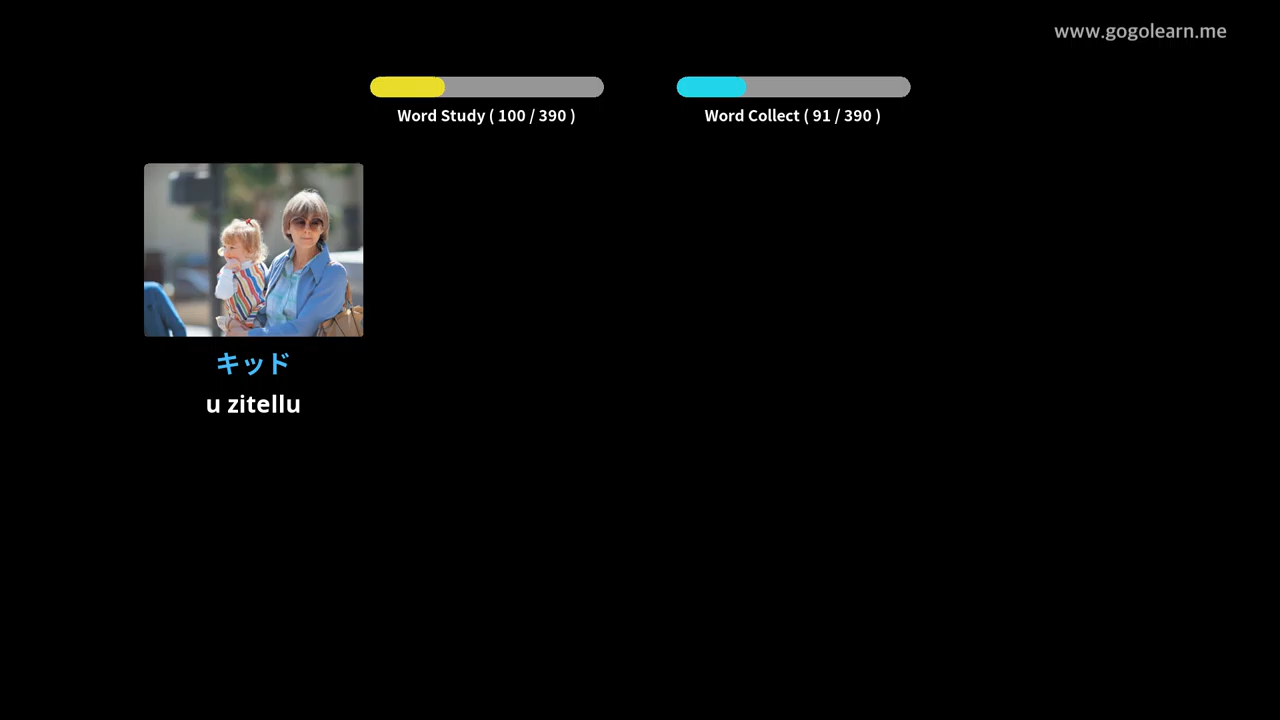 www.gogolearn.me
Word Study ( 100 / 390 )
Word Collect ( 91 / 390 )
キッド
u zitellu